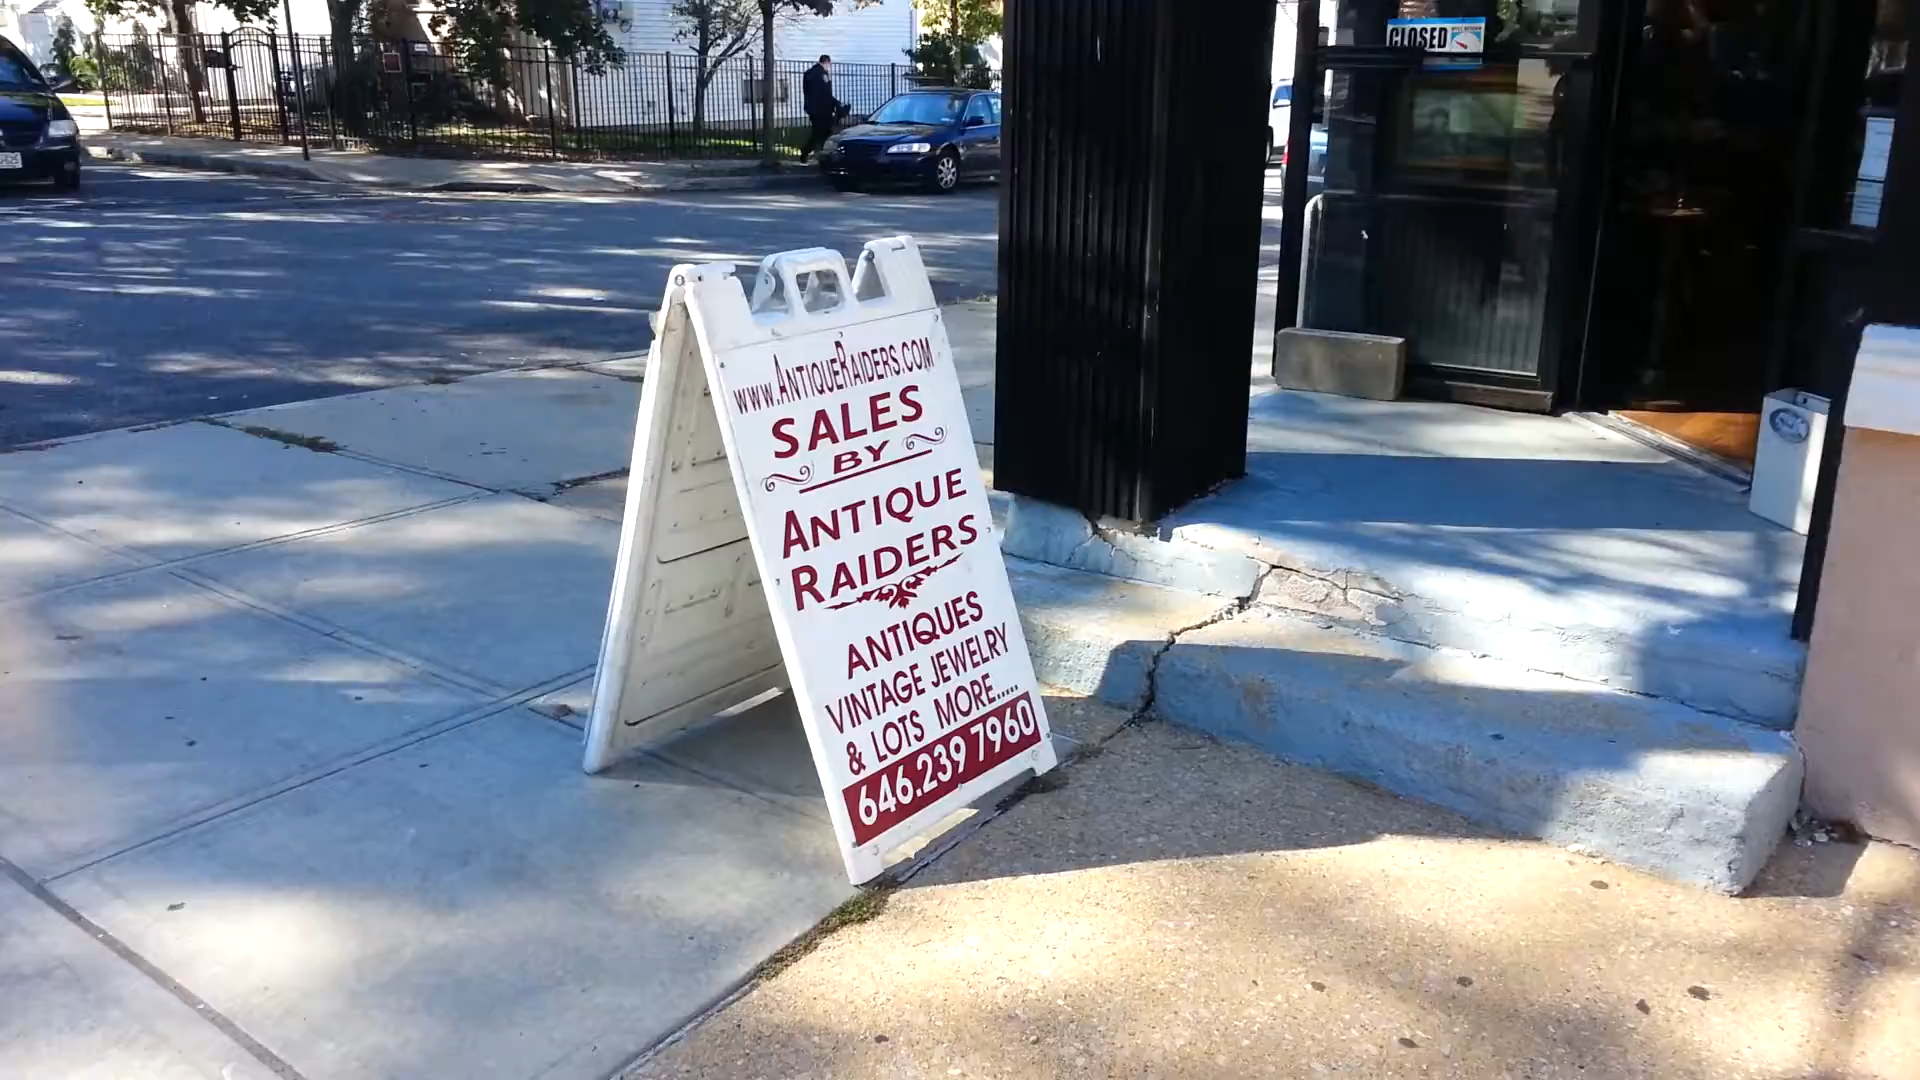 CLOSED
www.AntiqueRaiders.com
SALES
BY
ANTIQUE
RAIDERS
ANTIQUES
VINTAGE JEWELRY
& LOTS MORE.....
646.239 7960